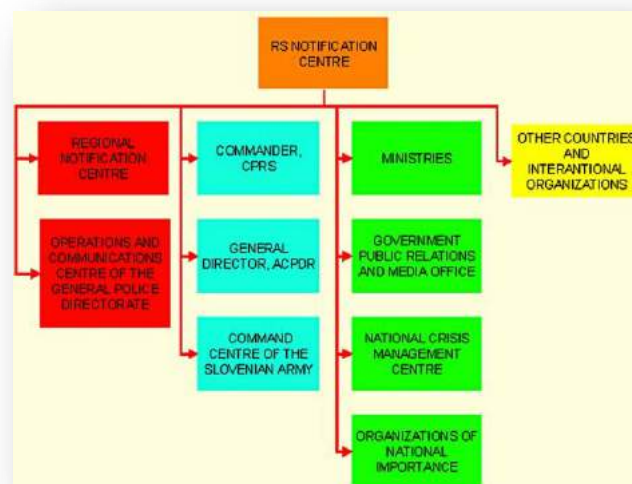 RS NOTIFICATION
CENTRE
REGIONAL
NOTIFICATION
CENTRE
COMMANDER,
CPRS
MINISTRIES
OTHER COUNTRIES
AND
INTERANTIONAL
ORGANIZATIONS
OPERATIONS AND
COMMUNICATIONS
CENTRE OF THE
GENERAL POLICE
DIRECTORATE
GENERAL
DIRECTOR, ACPDR
GOVERNMENT
PUBLIC RELATIONS
AND MEDIA OFFICE
COMMAND
CENTRE OF THE
SLOVENIAN ARMY
NATIONAL CRISIS
MANAGEMENT
CENTRE
ORGANIZATIONS OF
NATIONAL
IMPORTANCE